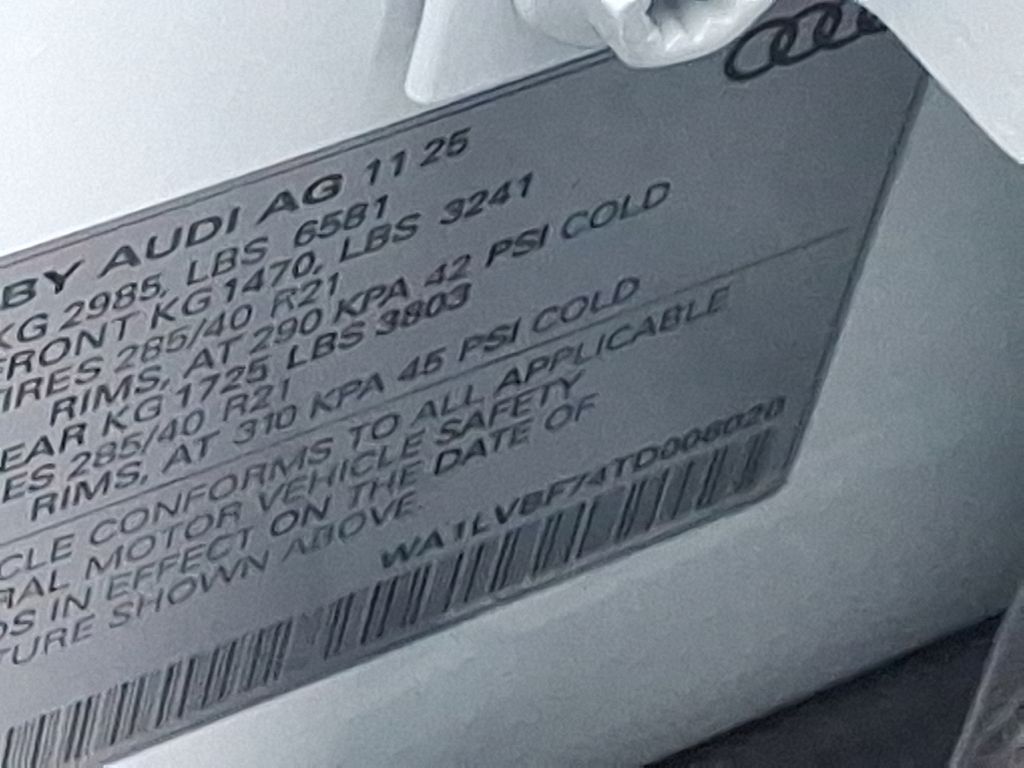 BY AUDI AG 11 25
KG 2985, LBS 6581
FRONT KG 1470, LBS 3241
TIRES 285/40 R21
RIMS, AT 290 KPA 42 PSI COLD
EAR KG 1725 LBS 3803
ES 285/40 R21
RIMS, AT 310 KPA 45 PSI COLD
CLE CONFORMS TO ALL APPLICABLE
RAL MOTOR VEHICLE SAFETY
DS IN EFFECT ON THE DATE OF
TURE SHOWN ABOVE.